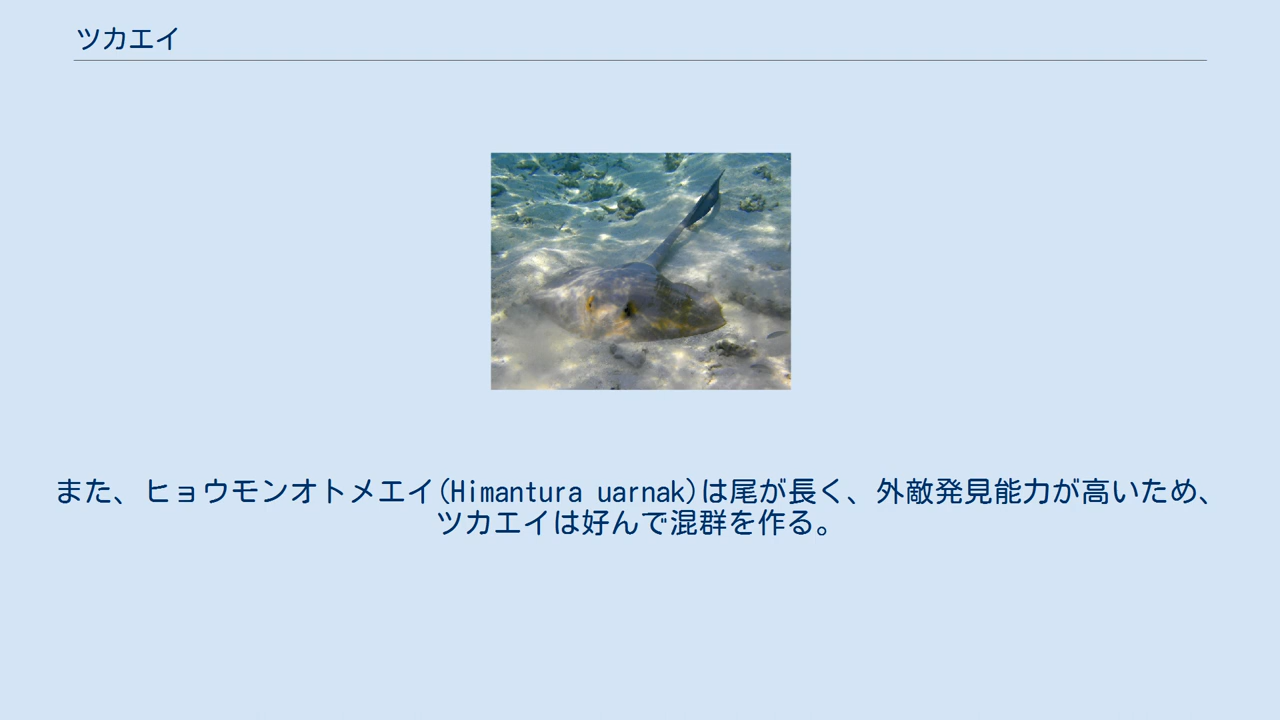 ツカエイ
また、ヒョウモンオトメエイ(Himantura uarnak)は尾が長く、外敵発見能力が高いため、
ツカエイは好んで混群を作る。